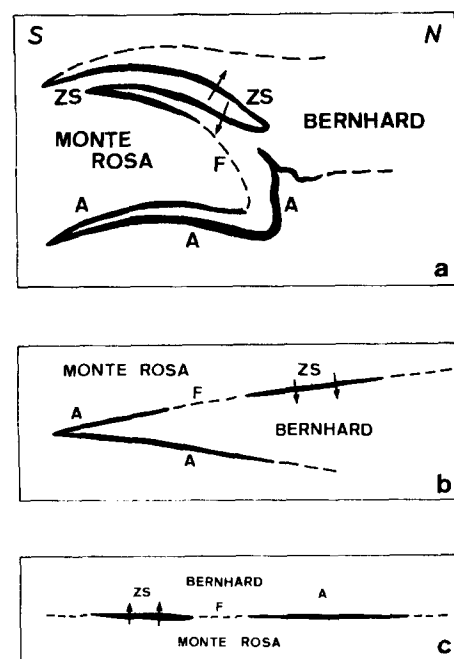 S N
ZS ZS
BERNHARD
MONTE
ROSA
F
A A
A
a
MONTE ROSA ZS
F
A
BERNHARD
A
b
BERNHARD
ZS A
F
MONTE ROSA
c